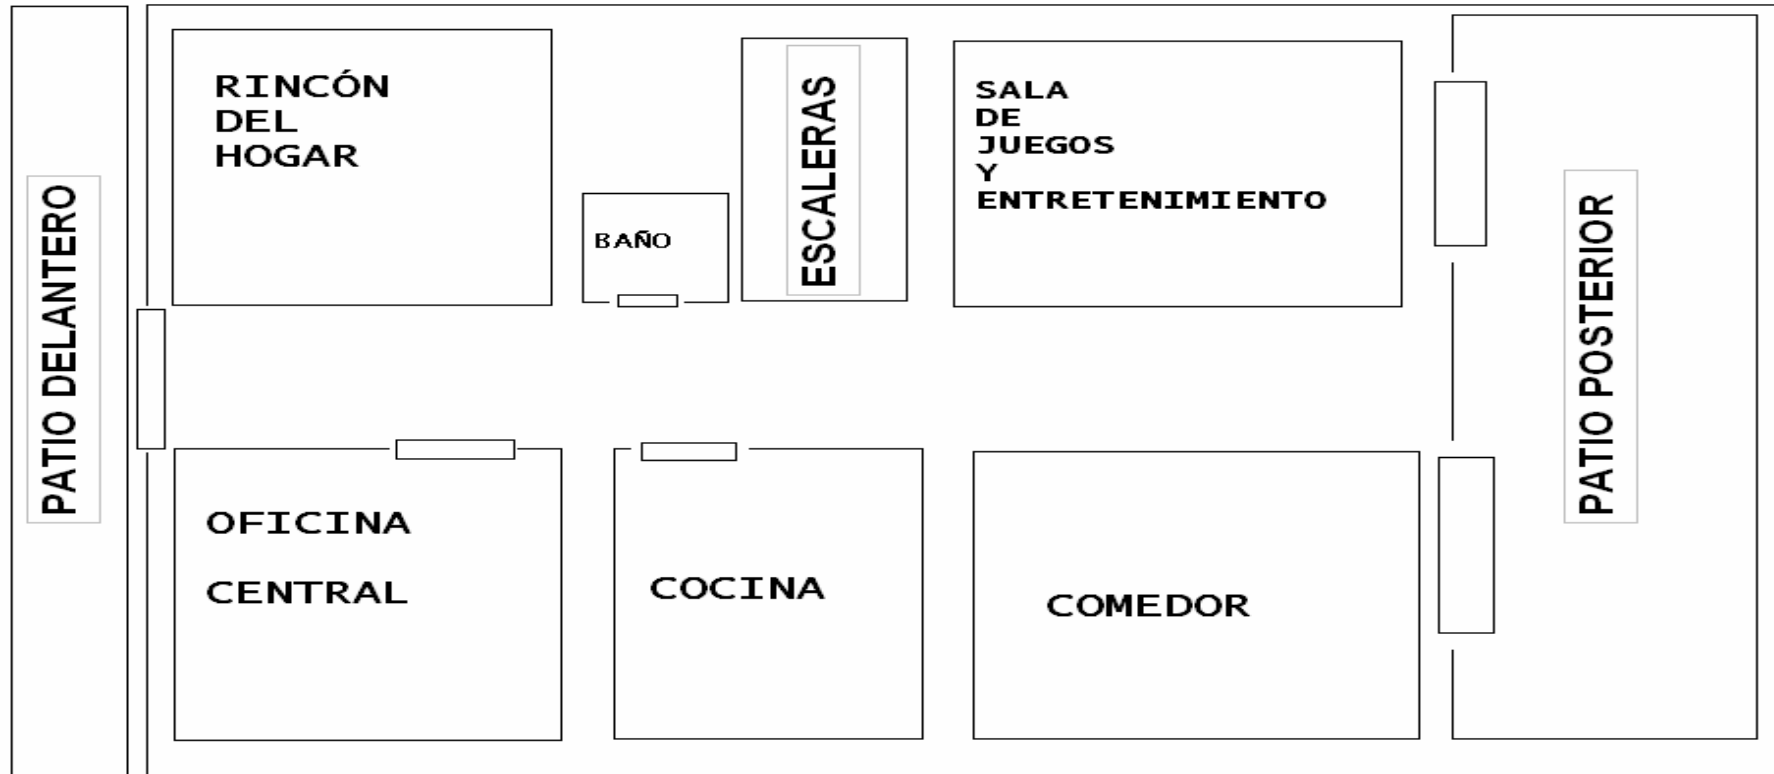 PATIO DELANTERO
RINCÓN
DEL
HOGAR
BAÑO
ESCALERAS
SALA
DE
JUEGOS
Y
ENTRETENIMIENTO
PATIO POSTERIOR
OFICINA
CENTRAL
COCINA
COMEDOR